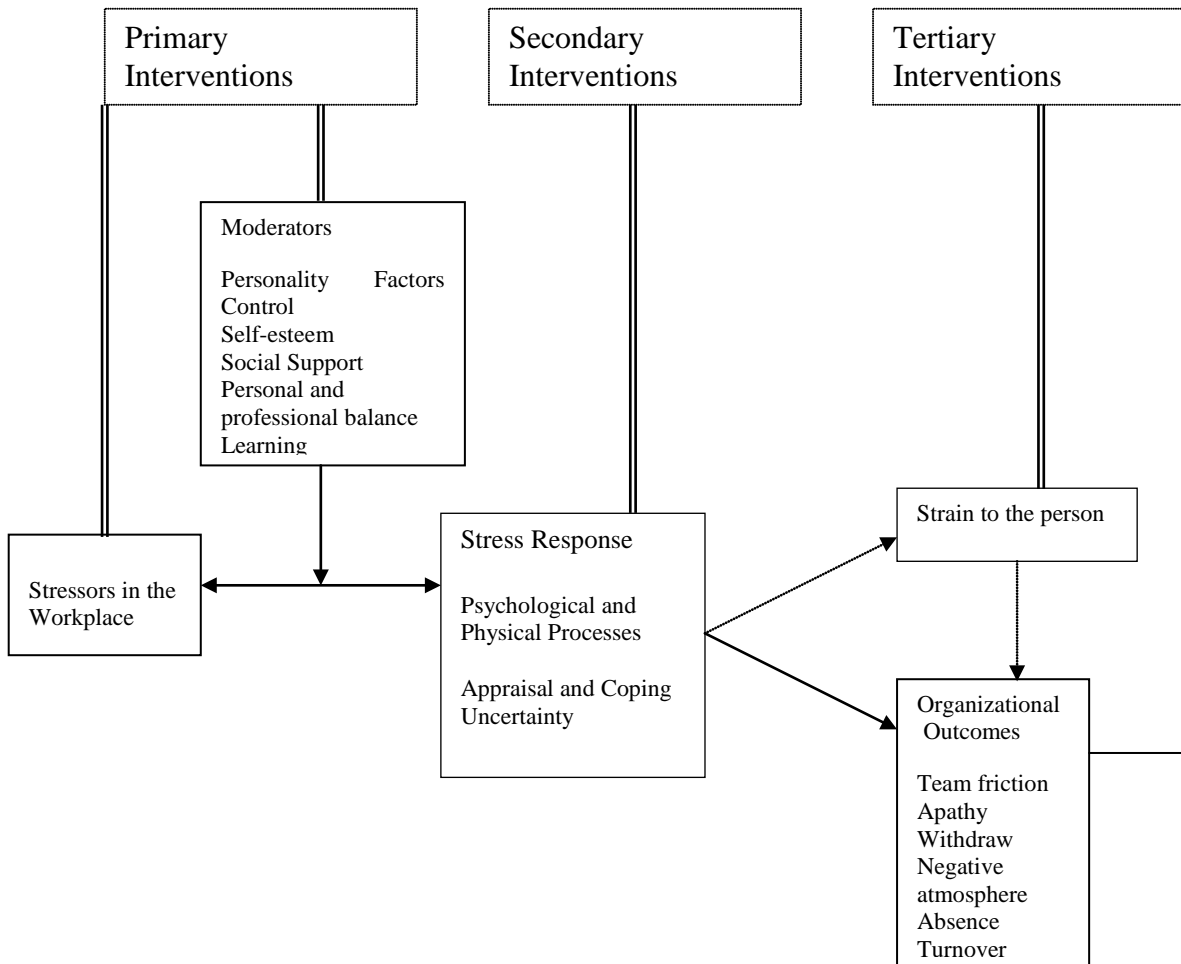 Primary
Interventions
Secondary
Interventions
Tertiary
Interventions
Moderators
Personality Factors
Control
Self-esteem
Social Support
Personal and
professional balance
Learning
Stressors in the
Workplace
Stress Response
Psychological and
Physical Processes
Appraisal and Coping
Uncertainty
Strain to the person
Organizational
Outcomes
Team friction
Apathy
Withdraw
Negative
atmosphere
Absence
Turnover